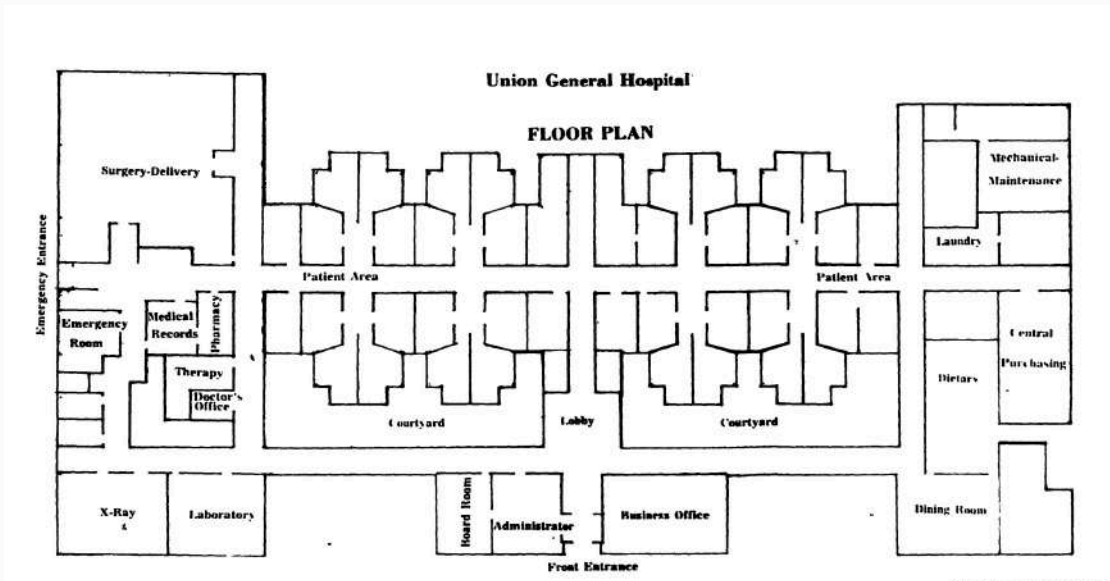 Union General Hospital
FLOOR PLAN
Surgery-Delivery
Mechanical-
Maintenance
Emergency Entrance
Laundry
Patient Area
Patient Area
Emergency
Room
Medical
Records
Pharmacy
Central
Purchasing
Therapy
Doctor's
Office
Dietary
Courtyard
Lobby
Courtyard
X-Ray
Laboratory
Board Room
Administrator
Business Office
Dining Room
Front Entrance